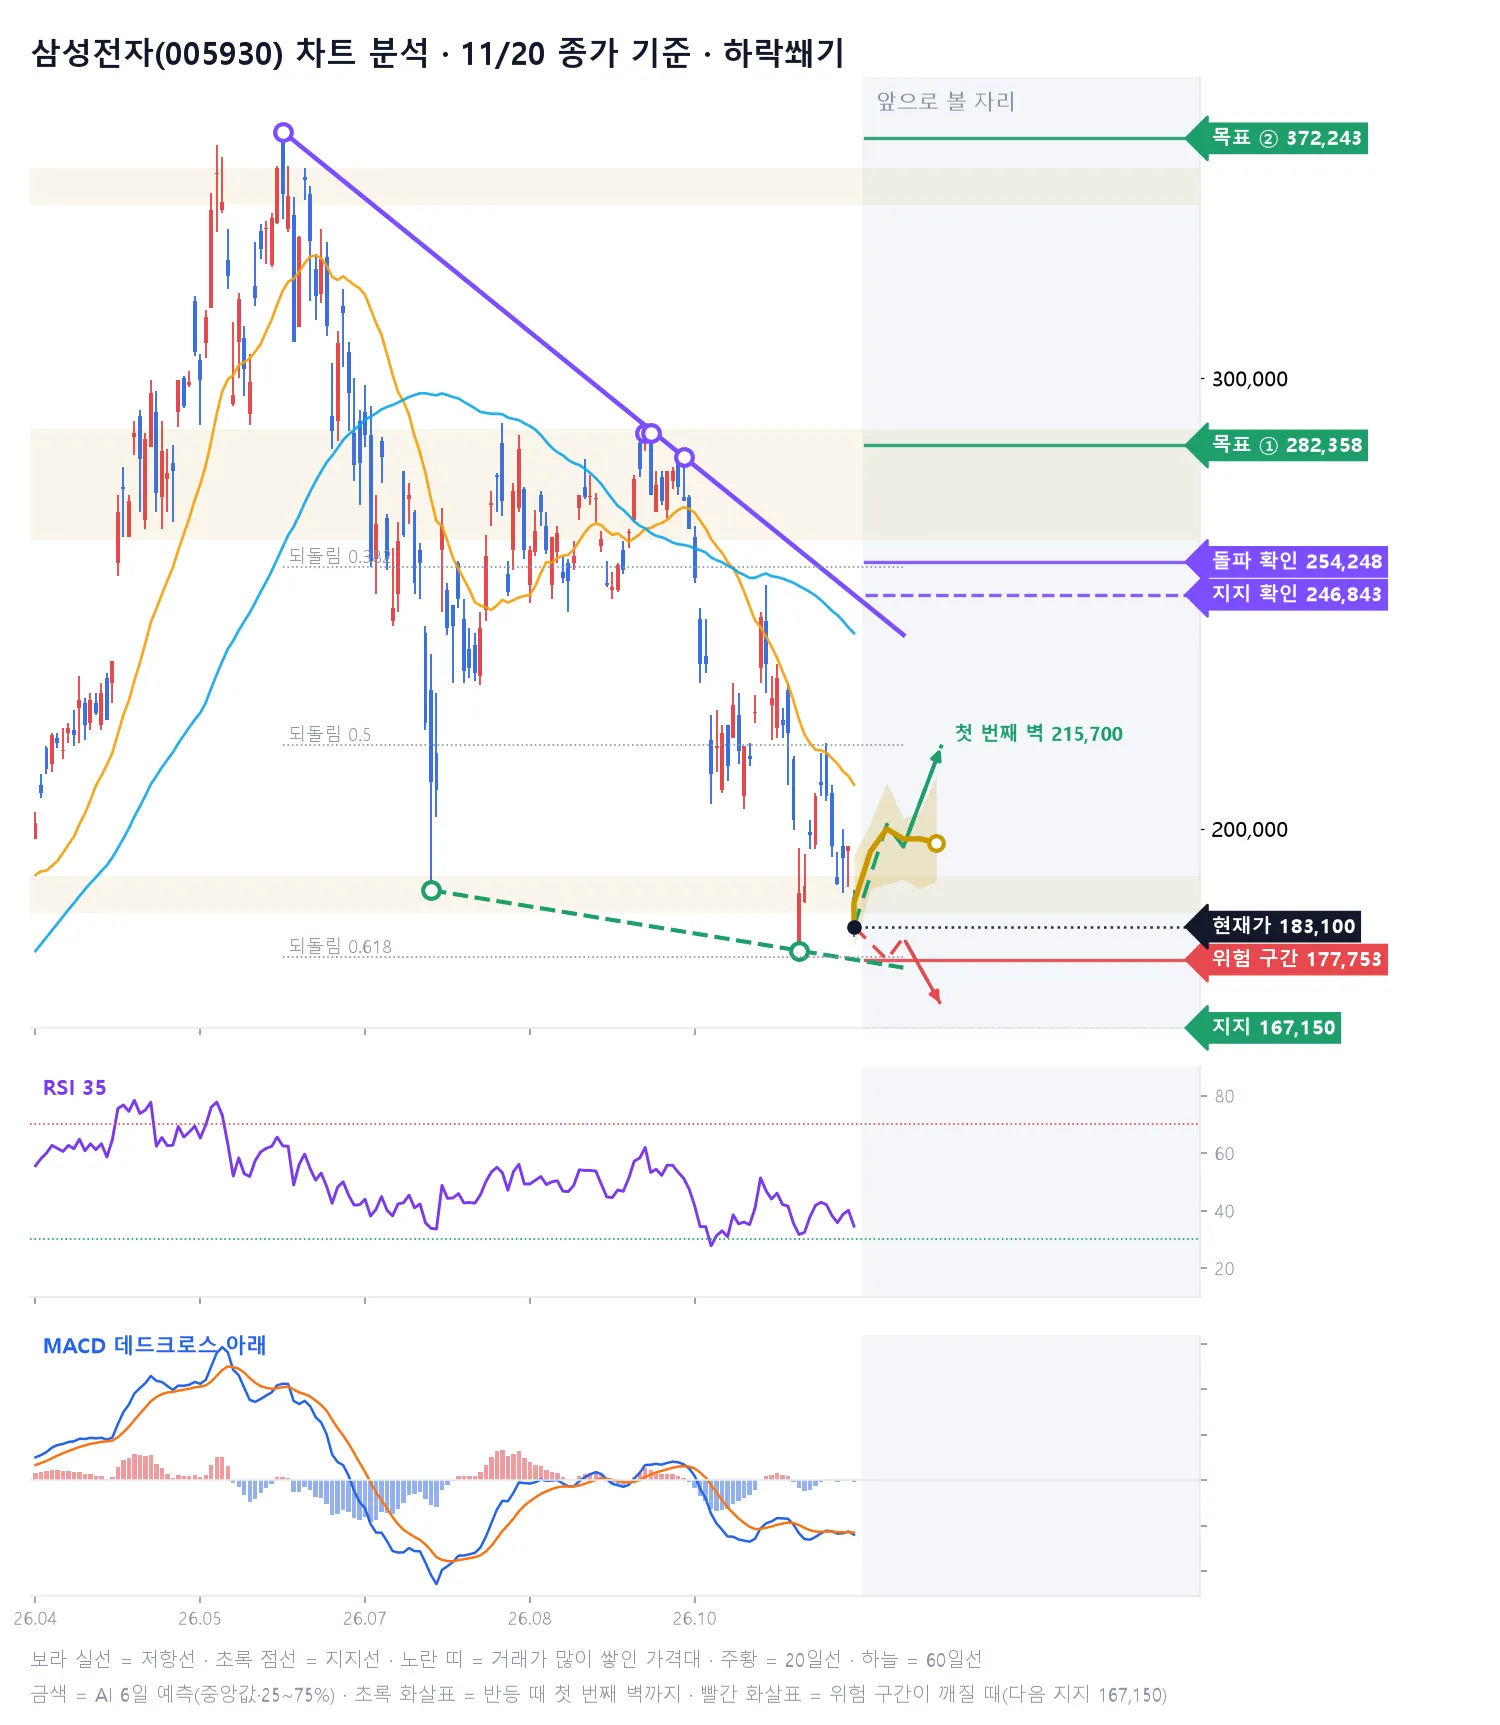 삼성전자(005930) 차트 분석 · 11/20 종가 기준 · 하락쐐기
앞으로 볼 자리
목표 ② 372,243
300,000
목표 ① 282,358
돌파 확인 254,248
되돌림 0.382
지지 확인 246,843
되돌림 0.5
첫 번째 벽 215,700
200,000
현재가 183,100
되돌림 0.618
위험 구간 177,753
지지 167,150
RSI 35
80
60
40
20
MACD 데드크로스 아래
26.04 26.05 26.07 26.08 26.10
보라 실선 = 저항선 · 초록 점선 = 지지선 · 노란 띠 = 거래가 많이 쌓인 가격대 · 주황 = 20일선 · 하늘 = 60일선
금색 = AI 6일 예측(중앙값·25~75%) · 초록 화살표 = 반등 때 첫 번째 벽까지 · 빨간 화살표 = 위험 구간이 깨질 때(다음 지지 167,150)